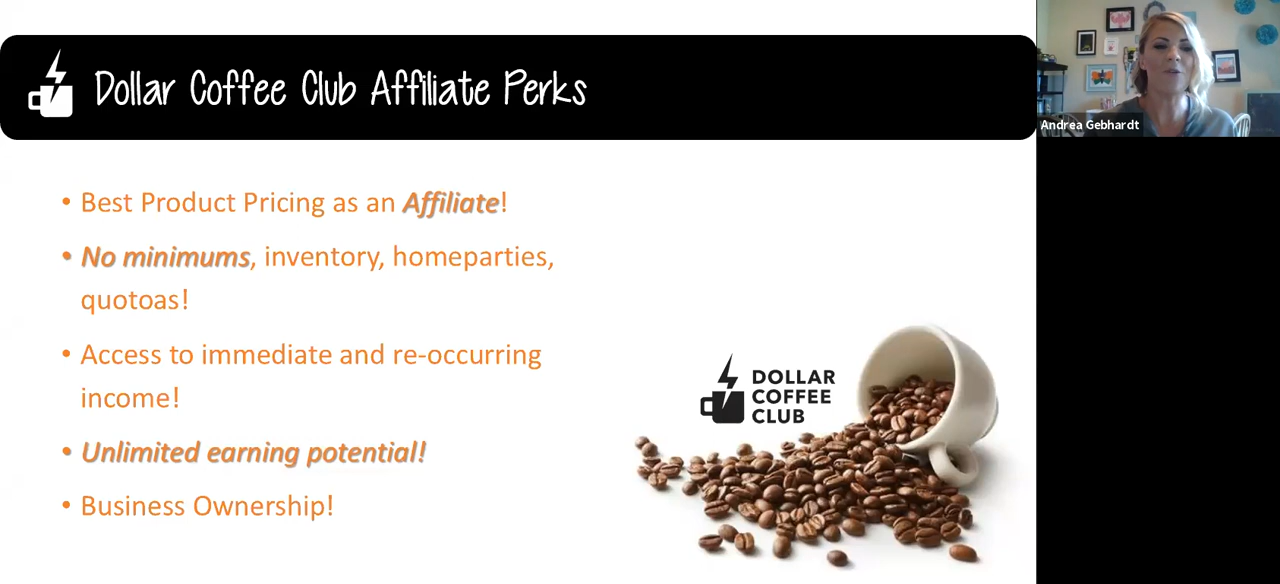 Dollar Coffee Club Affiliate Perks
Andrea Gebhardt
• Best Product Pricing as an Affiliate!
• No minimums, inventory, homeparties,
quotoas!
• Access to immediate and re-occurring
income!
• Unlimited earning potential!
• Business Ownership!
DOLLAR
COFFEE
CLUB